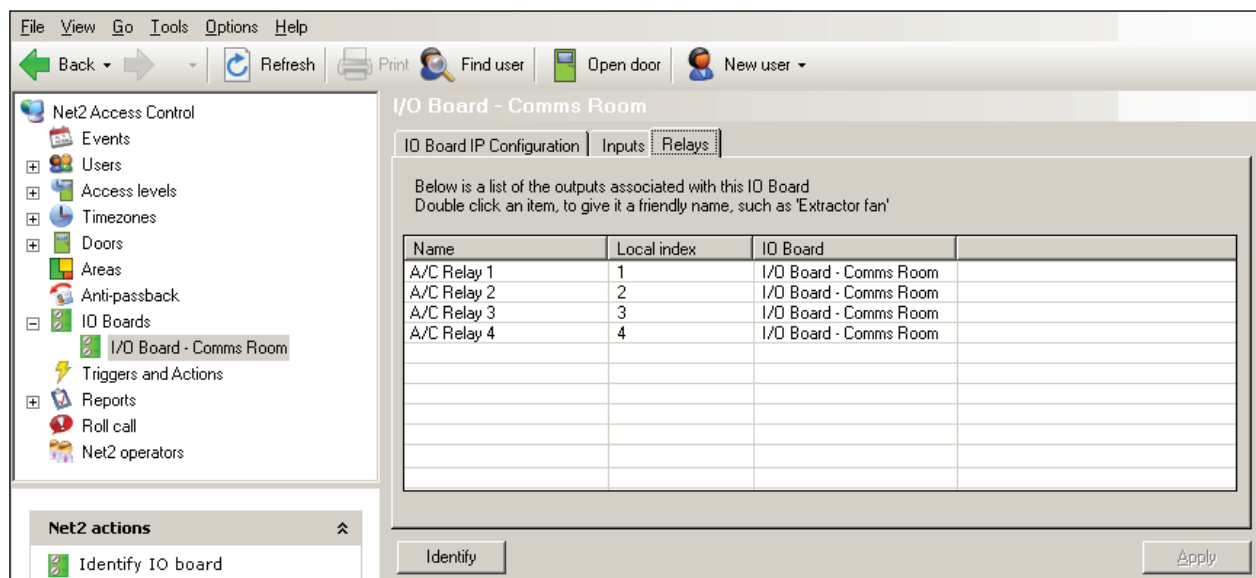 File View Go Tools Options Help
Back Refresh Print Find user Open door New user
Net2 Access Control
Events
Users
Access levels
Timezones
Doors
Areas
Anti-passback
IO Boards
I/O Board - Comms Room
Triggers and Actions
Reports
Roll call
Net2 operators
Net2 actions
Identify IO board
I/O Board - Comms Room
IO Board IP Configuration Inputs Relays
Below is a list of the outputs associated with this IO Board
Double click an item, to give it a friendly name, such as 'Extractor fan'
Name Local index IO Board
A/C Relay 1 1 I/O Board - Comms Room
A/C Relay 2 2 I/O Board - Comms Room
A/C Relay 3 3 I/O Board - Comms Room
A/C Relay 4 4 I/O Board - Comms Room
Identify Apply